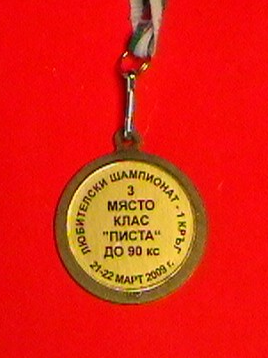 ЛЮБИТЕЛСКИ ШАМПИОНАТ - 1 КРЪГ
3
МЯСТО
КЛАС
"ПИСТА"
ДО 90 кс
21-22 МАРТ 2009 г.